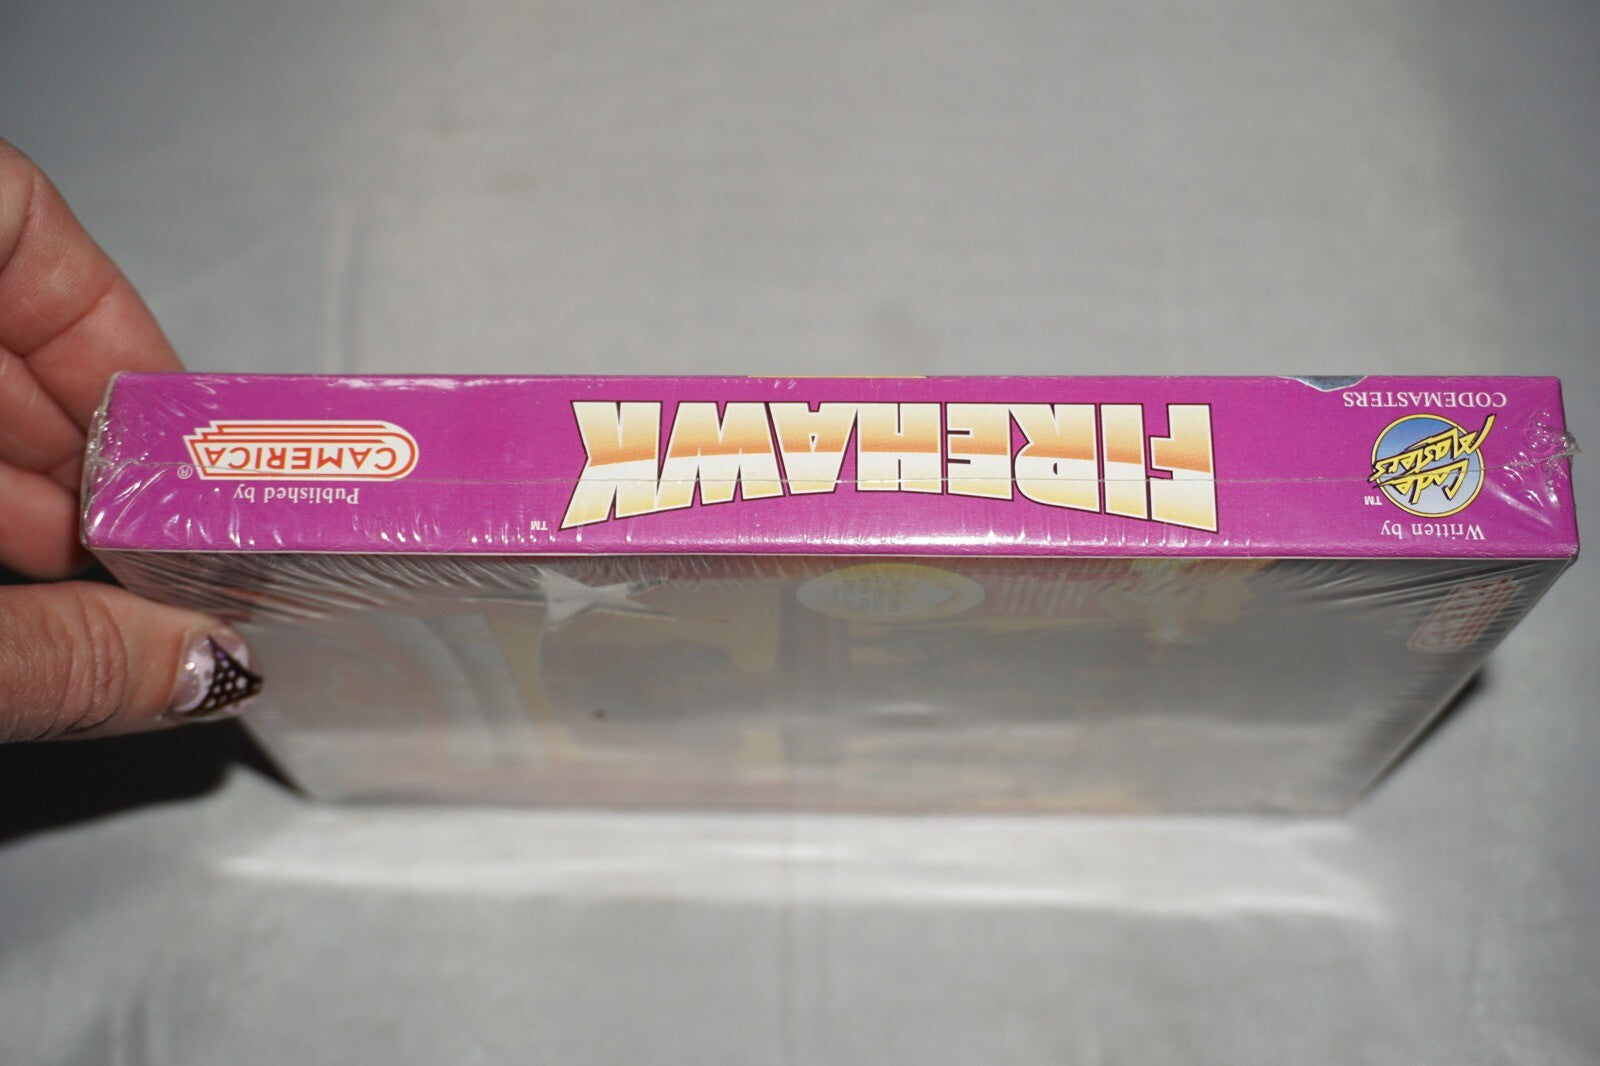 Written by
Code
Masters
TM
CODEMASTERS
FIREHAWK
TM
Published by
CAMERICA
®